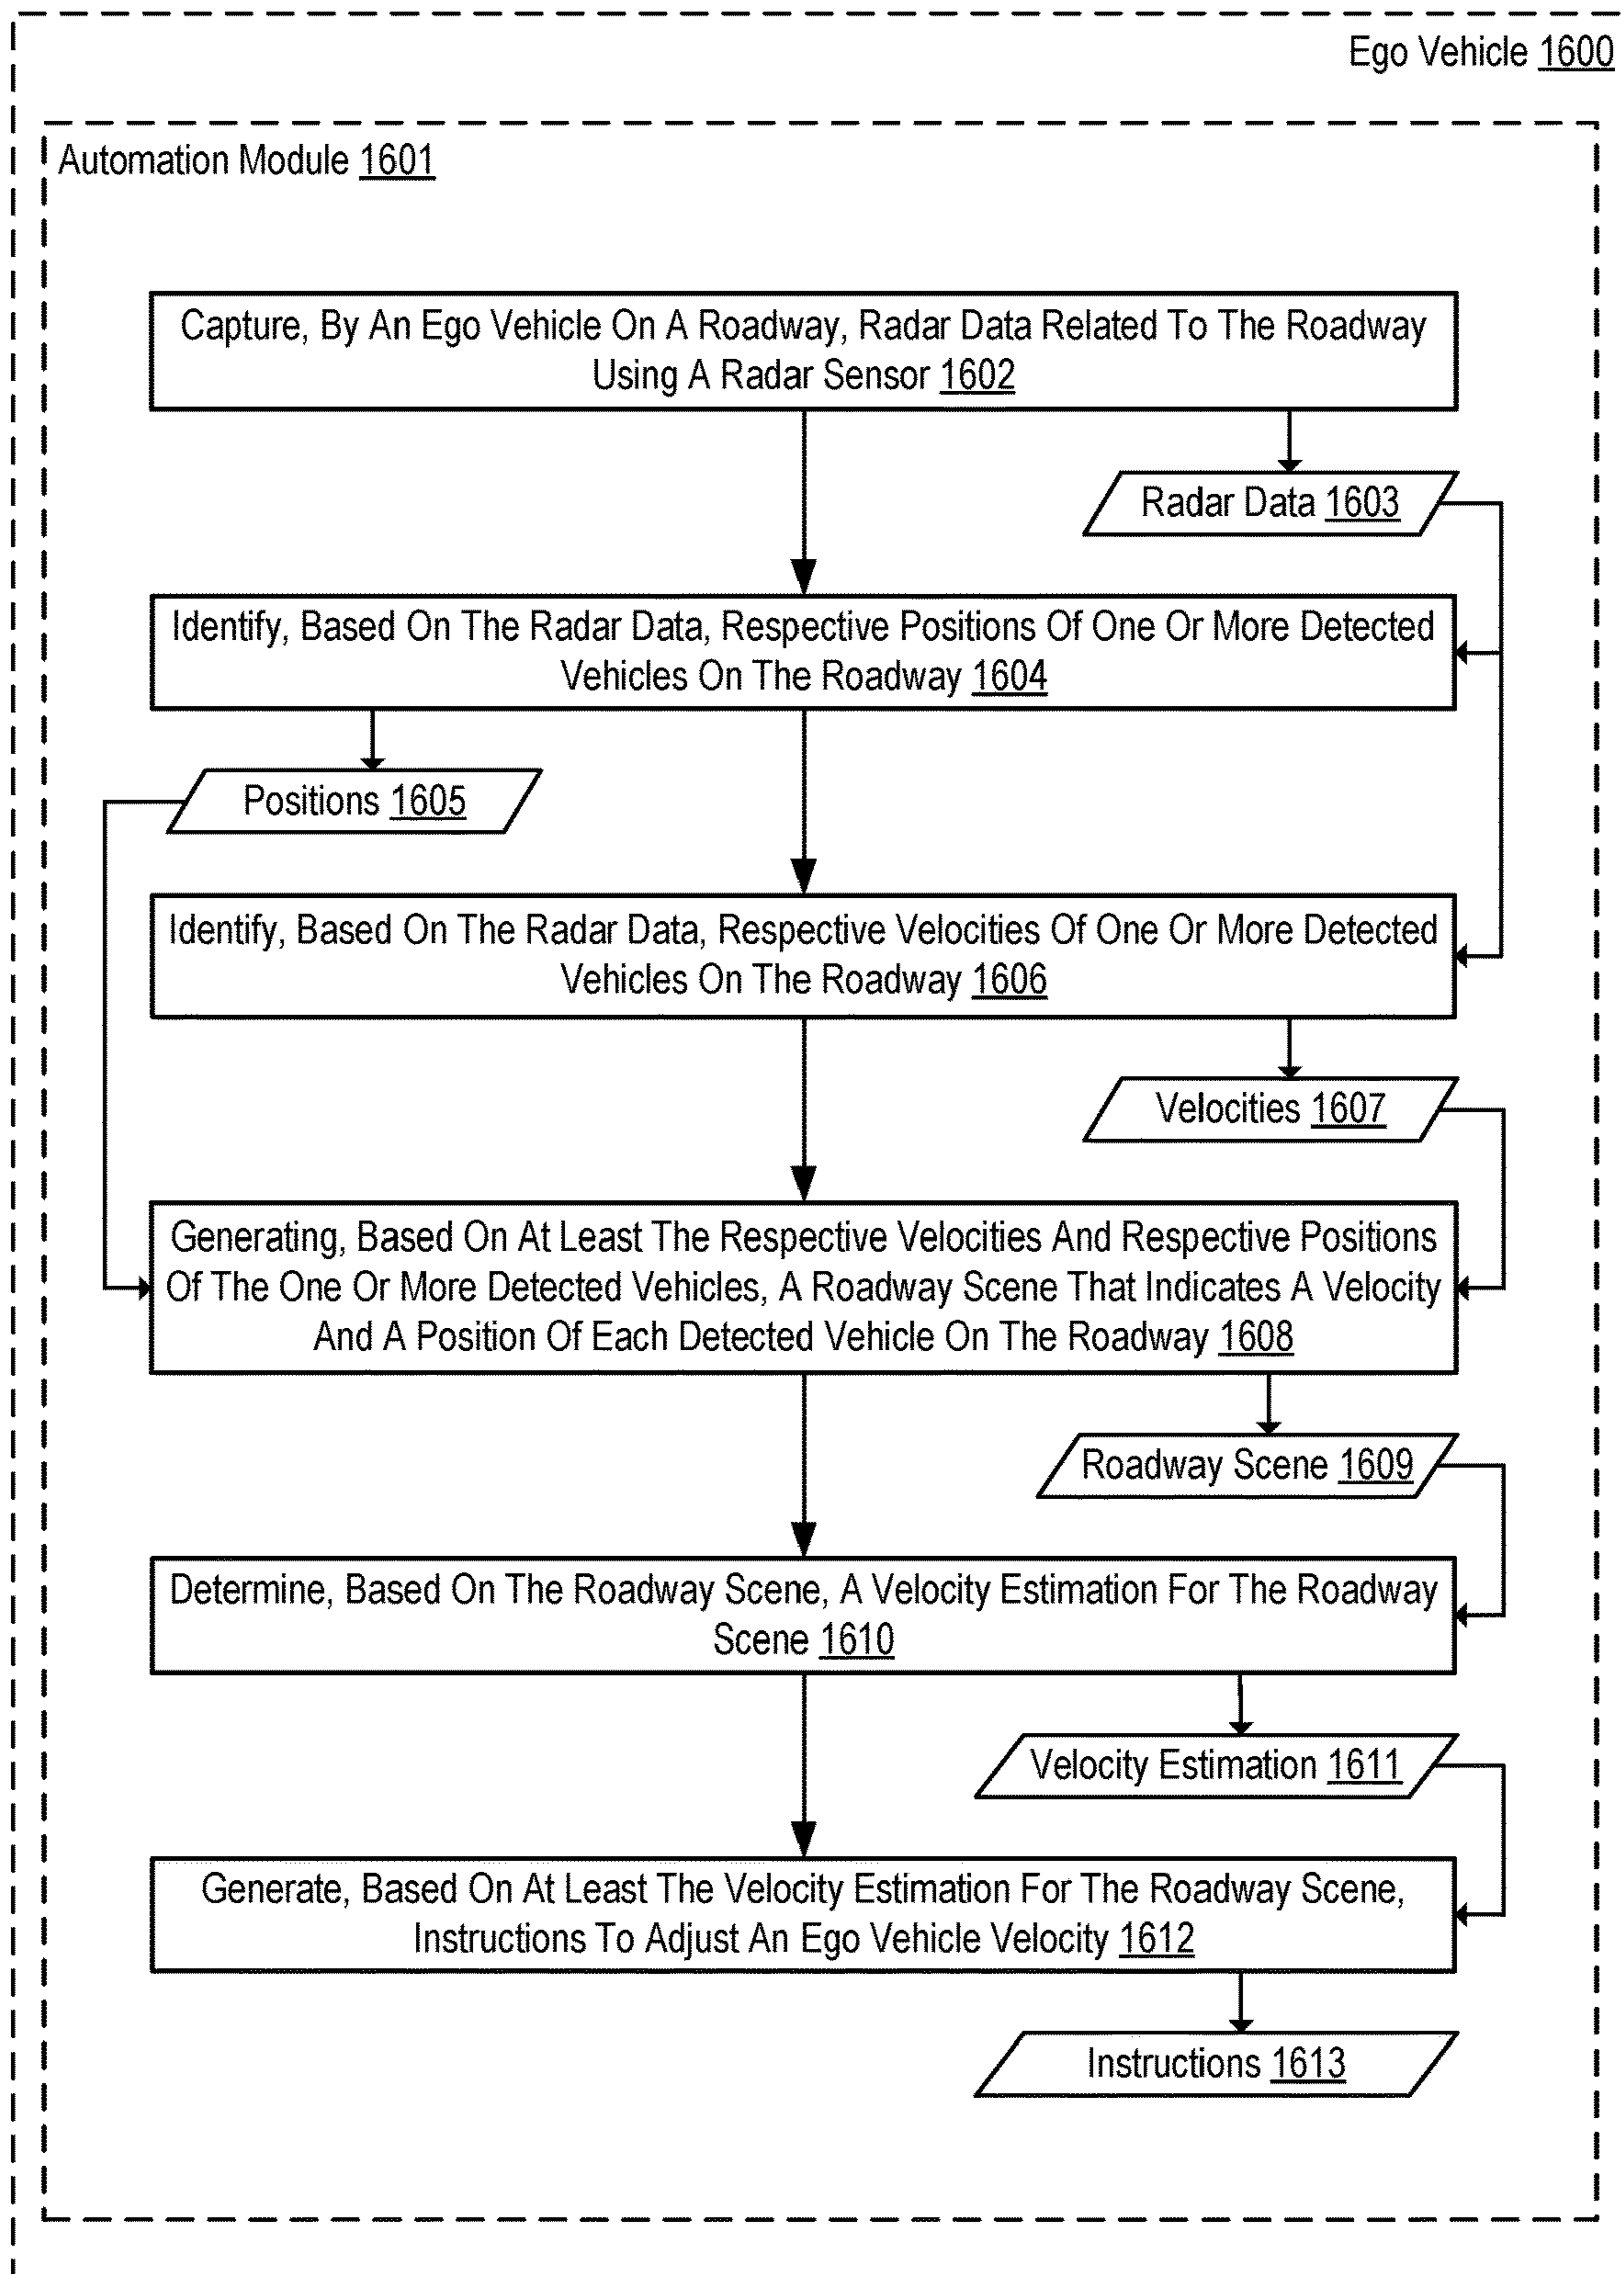 Ego Vehicle 1600
Automation Module 1601
Capture, By An Ego Vehicle On A Roadway, Radar Data Related To The Roadway
Using A Radar Sensor 1602
Radar Data 1603
Identify, Based On The Radar Data, Respective Positions Of One Or More Detected
Vehicles On The Roadway 1604
Positions 1605
Identify, Based On The Radar Data, Respective Velocities Of One Or More Detected
Vehicles On The Roadway 1606
Velocities 1607
Generating, Based On At Least The Respective Velocities And Respective Positions
Of The One Or More Detected Vehicles, A Roadway Scene That Indicates A Velocity
And A Position Of Each Detected Vehicle On The Roadway 1608
Roadway Scene 1609
Determine, Based On The Roadway Scene, A Velocity Estimation For The Roadway
Scene 1610
Velocity Estimation 1611
Generate, Based On At Least The Velocity Estimation For The Roadway Scene,
Instructions To Adjust An Ego Vehicle Velocity 1612
Instructions 1613